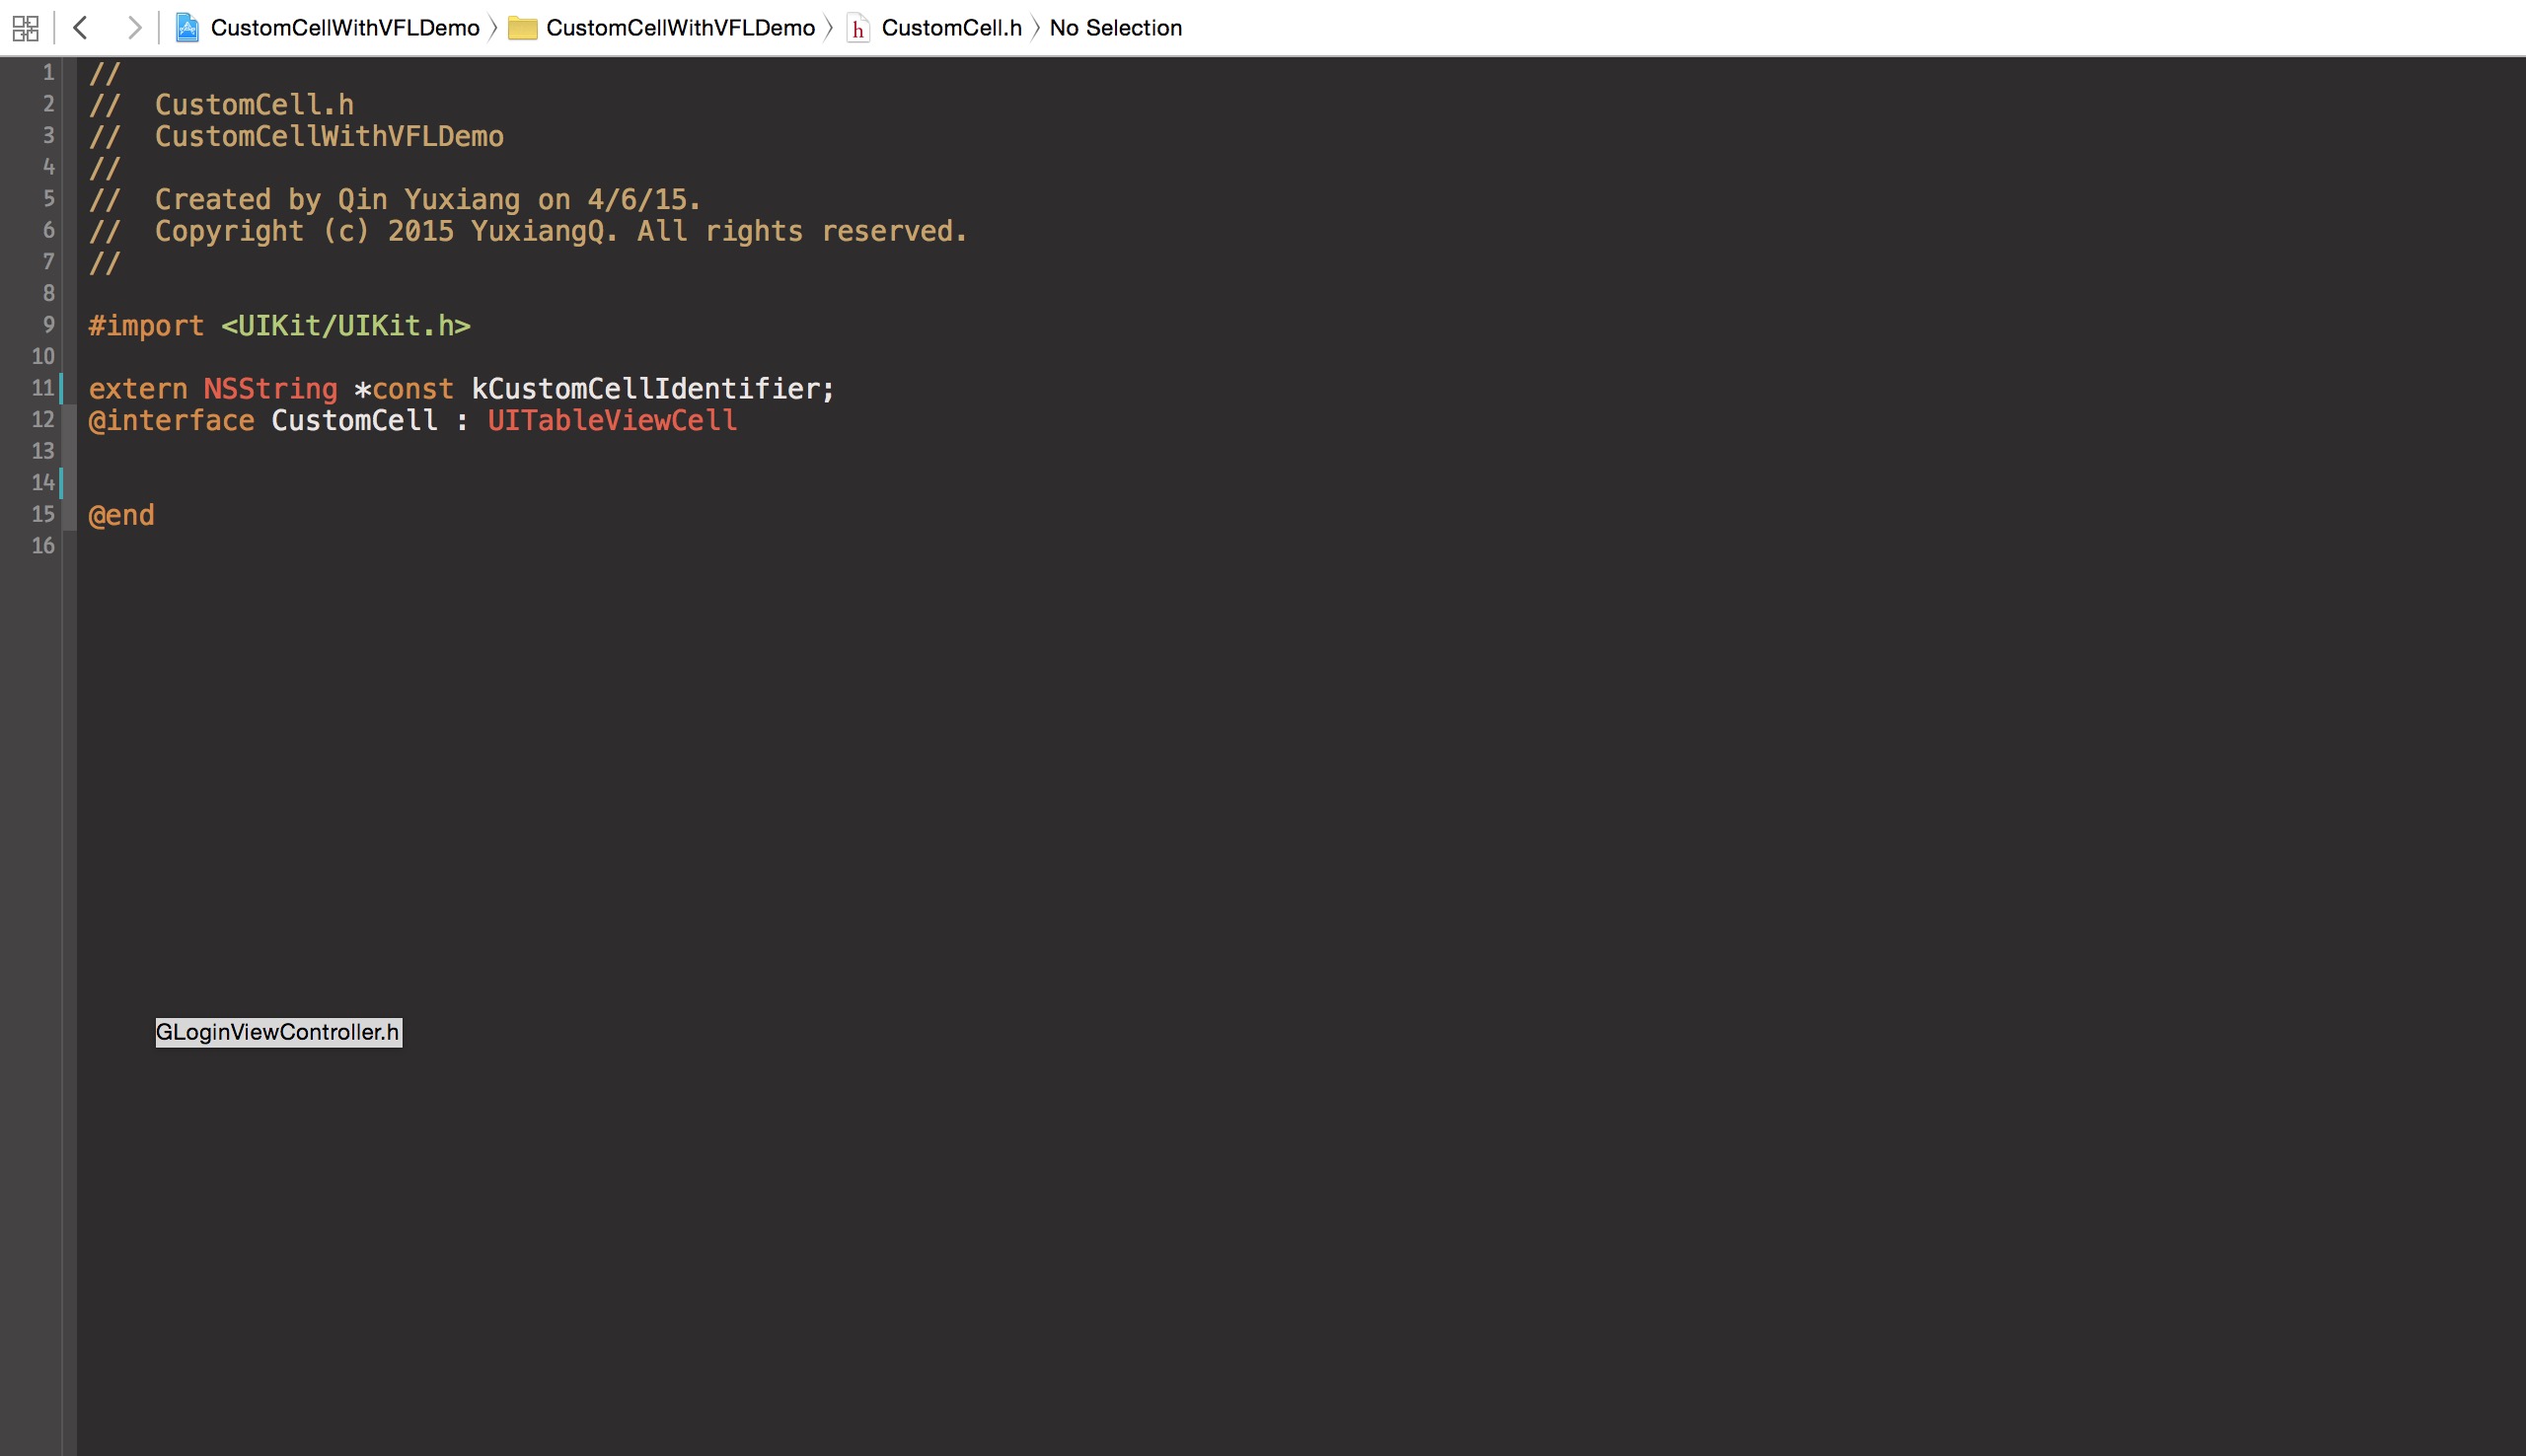 CustomCellWithVFLDemo CustomCellWithVFLDemo h CustomCell.h No Selection
1 //
2 //  CustomCell.h
3 //  CustomCellWithVFLDemo
4 //
5 //  Created by Qin Yuxiang on 4/6/15.
6 //  Copyright (c) 2015 YuxiangQ. All rights reserved.
7 //
8
9 #import <UIKit/UIKit.h>
10
11 extern NSString *const kCustomCellIdentifier;
12 @interface CustomCell : UITableViewCell
13
14
15 @end
16
GLoginViewController.h